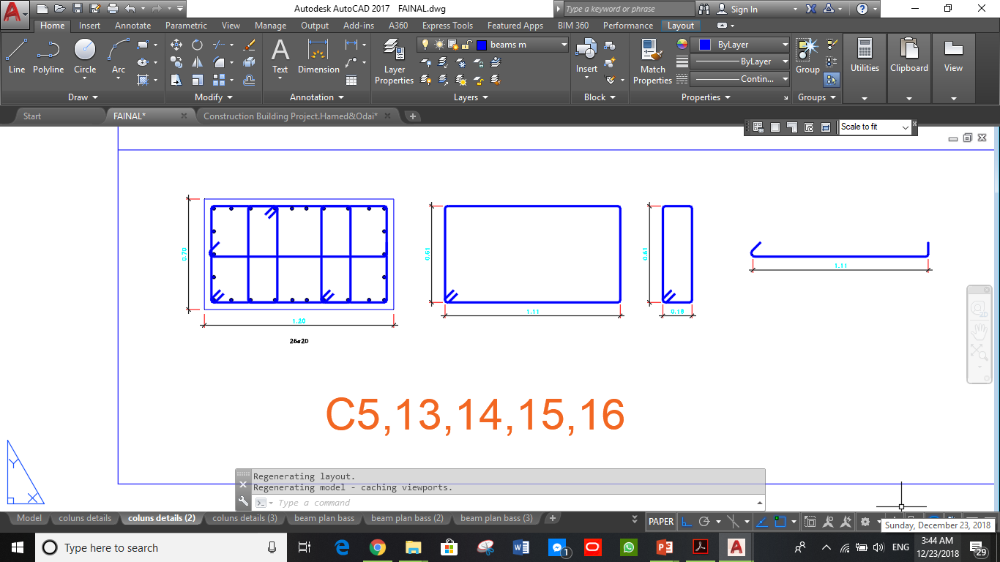 Autodesk AutoCAD 2017 FAINAL.dwg
Type a keyword or phrase
Sign In
Home Insert Annotate Parametric View Manage Output Add-ins A360 Express Tools Featured Apps BIM 360 Performance Layout
Line Polyline Circle Arc
Text Dimension
Layer Properties
beams m
Insert
Match Properties
ByLayer
ByLayer
Contin...
Group
Utilities
Clipboard
View
Draw Modify Annotation Layers Block Properties Groups
Start FAINAL* Construction Building Project.Hamed&Odai*
Scale to fit
0.70
1.20
26ø20
0.61
1.11
0.61
0.18
1.11
2D
C5,13,14,15,16
Y
X
Regenerating layout.
Regenerating model - caching viewports.
Type a command
Model coluns details coluns details (2) coluns details (3) beam plan bass beam plan bass (2) beam plan bass (3)
PAPER
Sunday, December 23, 2018
Type here to search
1
ENG
3:44 AM
12/23/2018
29